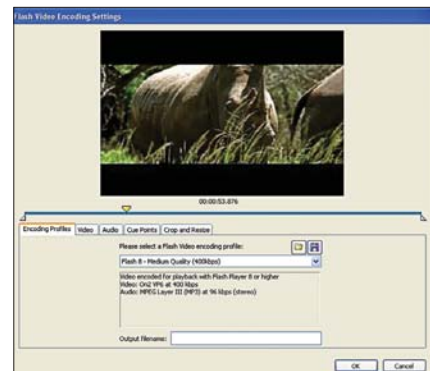 Flash Video Encoding Settings
00:00:53.876
Encoding Profiles Video Audio Cue Points Crop and Resize
Please select a Flash Video encoding profile:
Flash 8 - Medium Quality (400kbps)
Video encoded for playback with Flash Player 8 or higher
Video: On2 VP6 at 400 kbps
Audio: MPEG Layer III (MP3) at 96 kbps (stereo)
Output filename:
OK Cancel